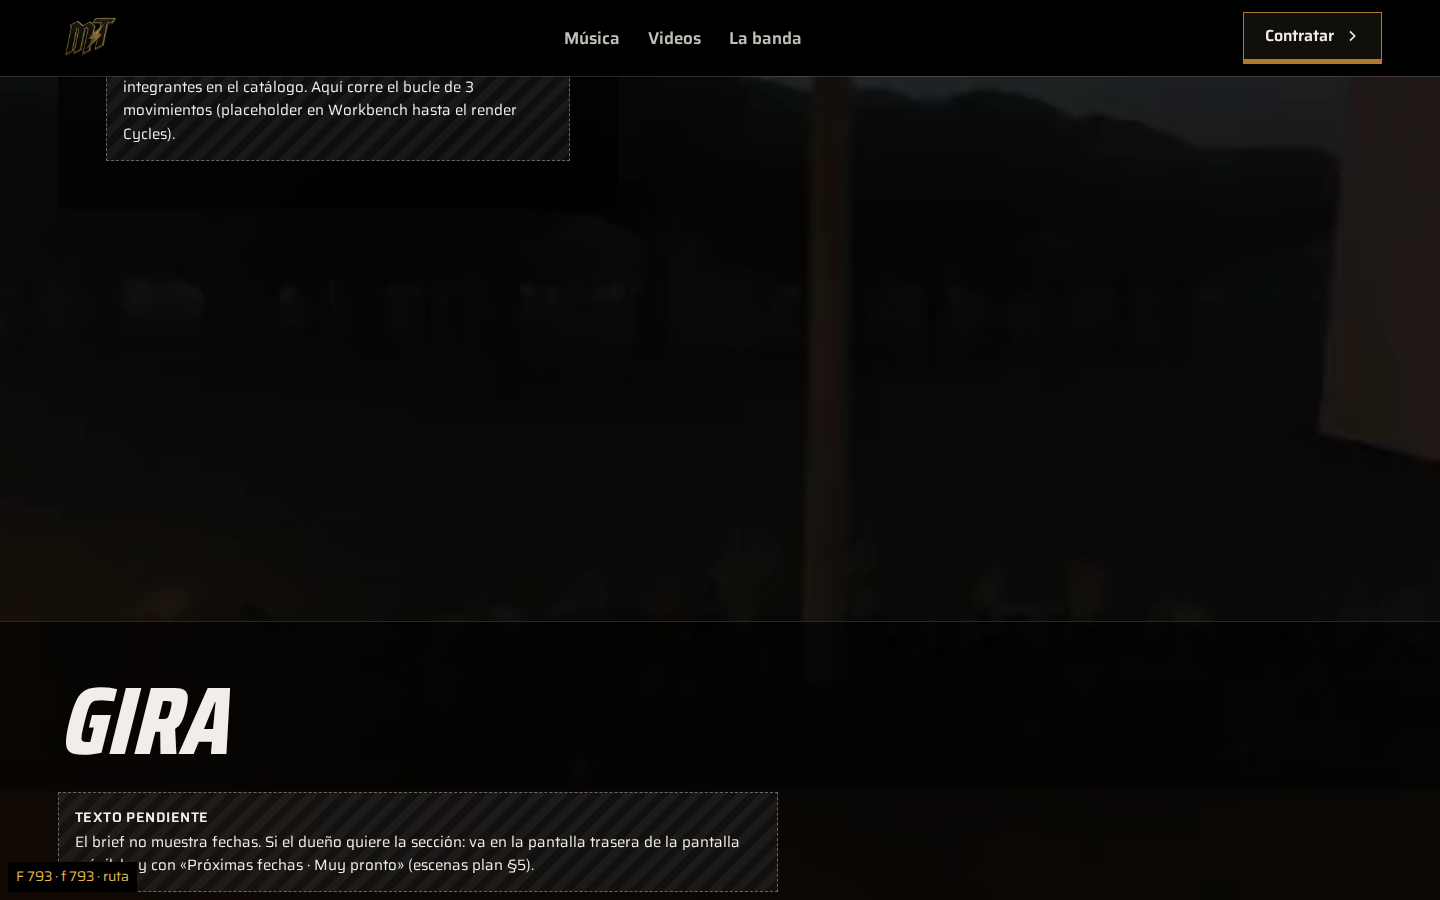 MT
Música
Videos
La banda
Contratar
integrantes en el catálogo. Aquí corre el bucle de 3
movimientos (placeholder en Workbench hasta el render
Cycles).
GIRA
TEXTO PENDIENTE
El brief no muestra fechas. Si el dueño quiere la sección: va en la pantalla trasera de la pantalla
y con «Próximas fechas · Muy pronto» (escenas plan §5).
F 793 · f 793 · ruta